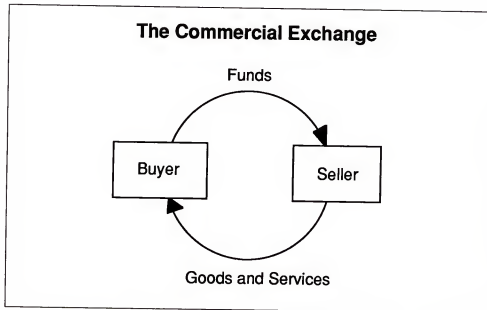 The Commercial Exchange
Funds
Buyer
Seller
Goods and Services